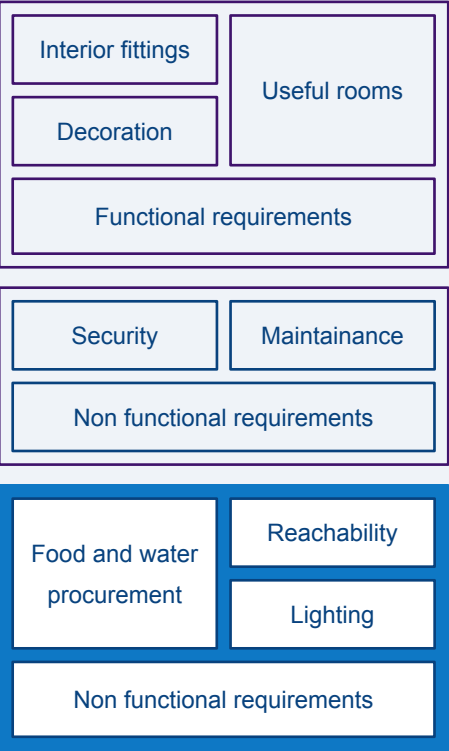 Interior fittings
Useful rooms
Decoration
Functional requirements
Security
Maintainance
Non functional requirements
Food and water
procurement
Reachability
Lighting
Non functional requirements